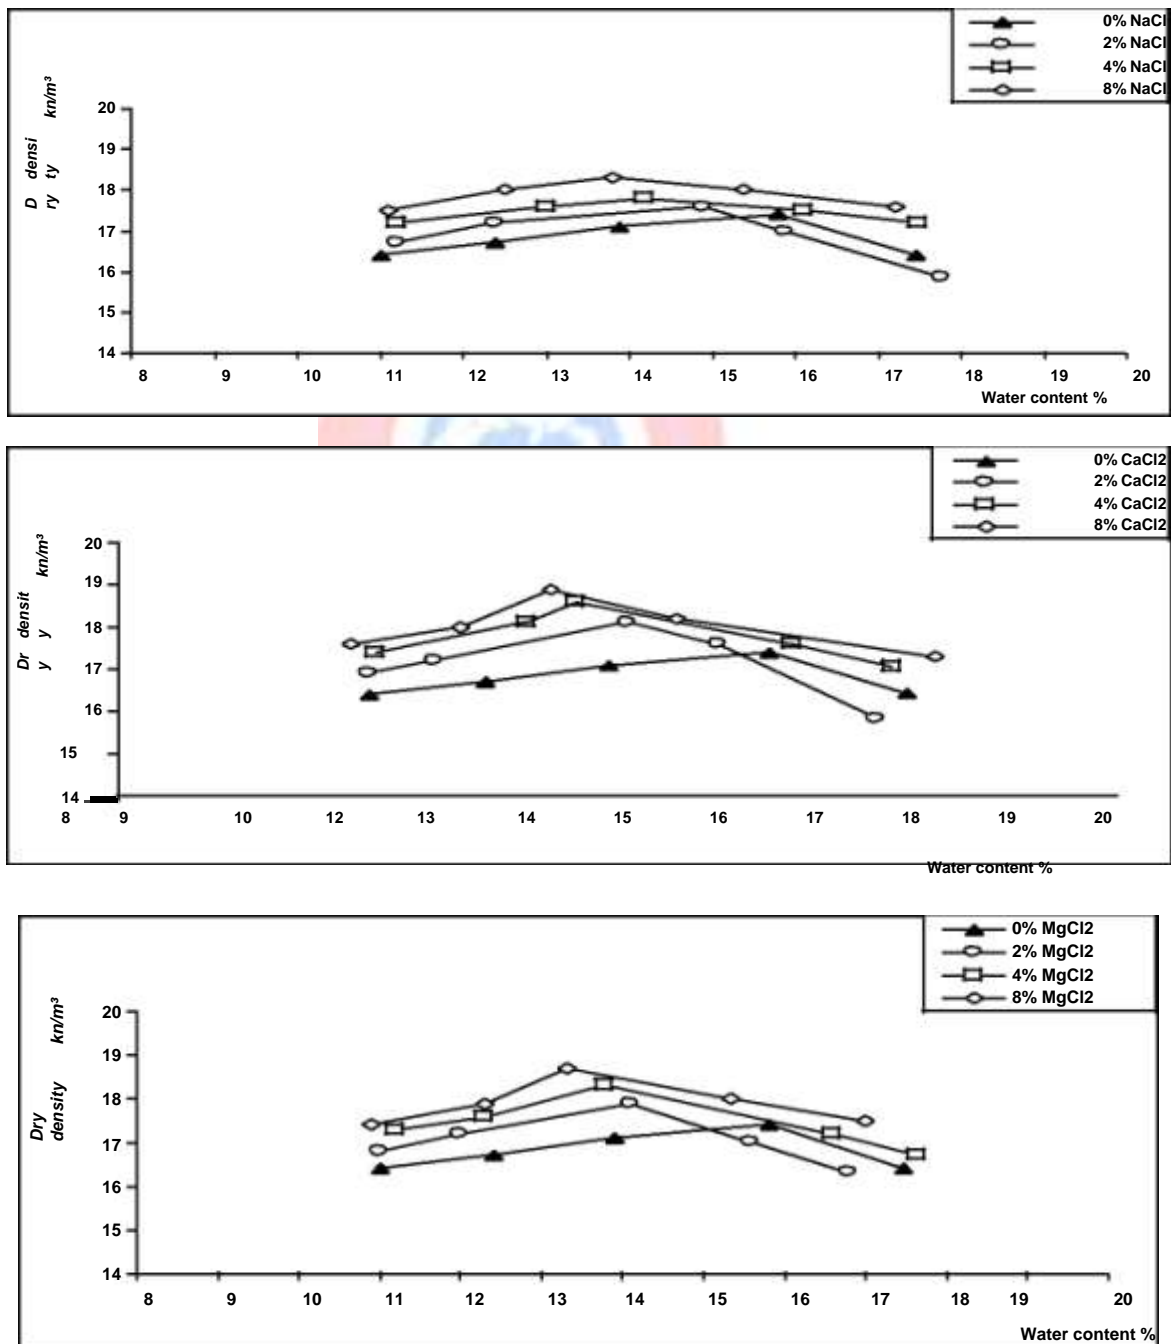 0% NaCl
2% NaCl
4% NaCl
8% NaCl
D densi kn/m³
ry ty
20
19
18
17
16
15
14
8 9 10 11 12 13 14 15 16 17 18 19 20
Water content %
0% CaCl2
2% CaCl2
4% CaCl2
8% CaCl2
Dr densit kn/m³
y y
20
19
18
17
16
15
14
8 9 10 12 13 14 15 16 17 18 19 20
Water content %
0% MgCl2
2% MgCl2
4% MgCl2
8% MgCl2
Dry kn/m³
density
20
19
18
17
16
15
14
8 9 10 11 12 13 14 15 16 17 18 19 20
Water content %